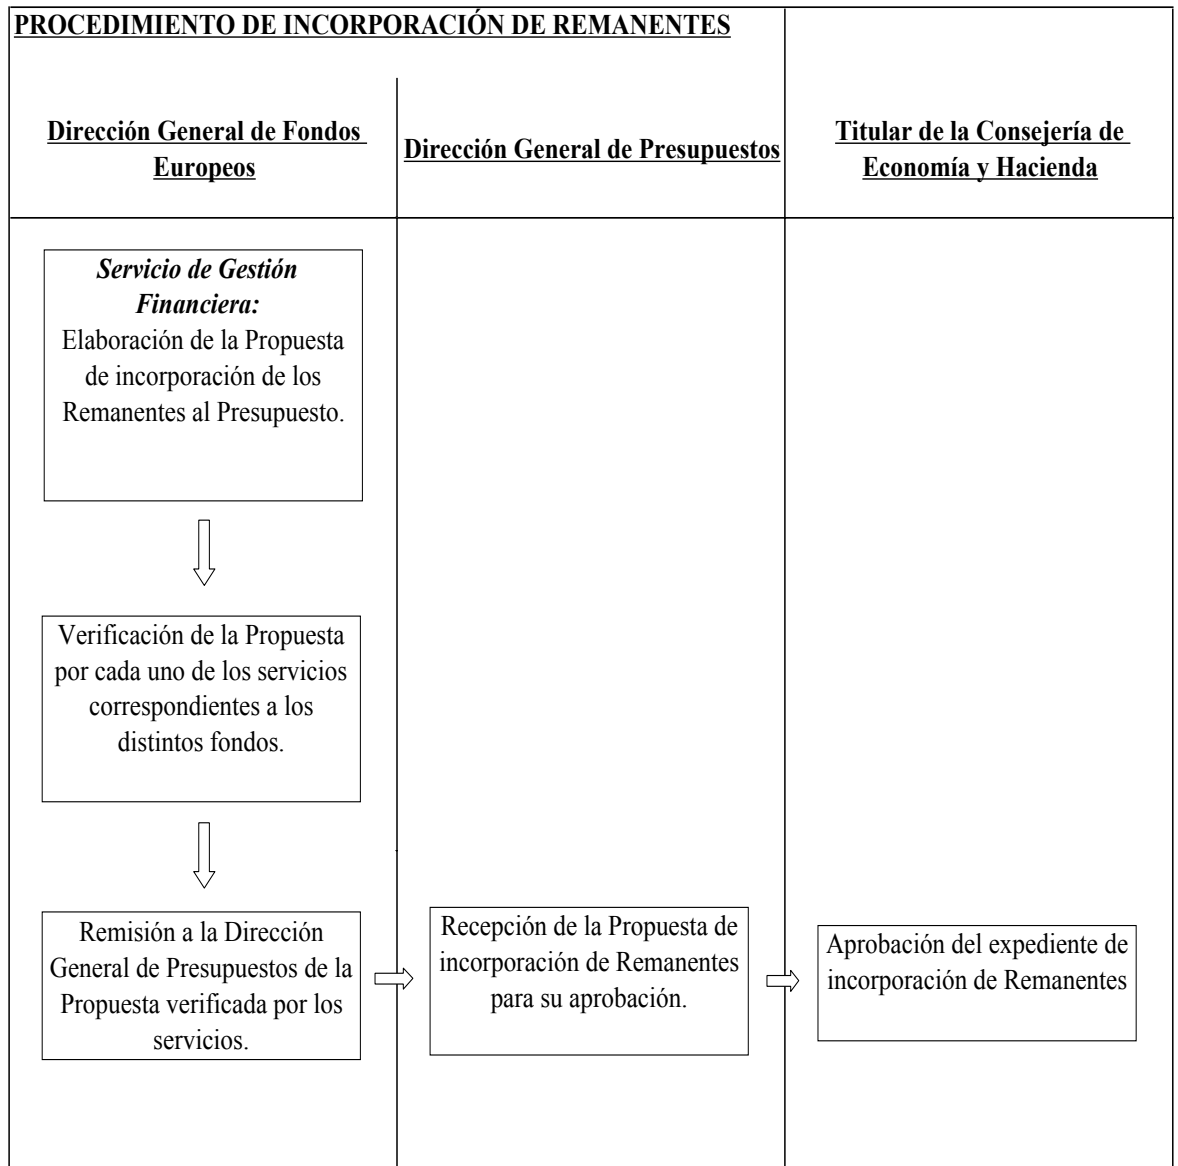 PROCEDIMIENTO DE INCORPORACIÓN DE REMANENTES
Dirección General de Fondos
Europeos
Dirección General de Presupuestos
Titular de la Consejería de
Economía y Hacienda
Servicio de Gestión
Financiera:
Elaboración de la Propuesta
de incorporación de los
Remanentes al Presupuesto.
Verificación de la Propuesta
por cada uno de los servicios
correspondientes a los
distintos fondos.
Remisión a la Dirección
General de Presupuestos de la
Propuesta verificada por los
servicios.
Recepción de la Propuesta de
incorporación de Remanentes
para su aprobación.
Aprobación del expediente de
incorporación de Remanentes